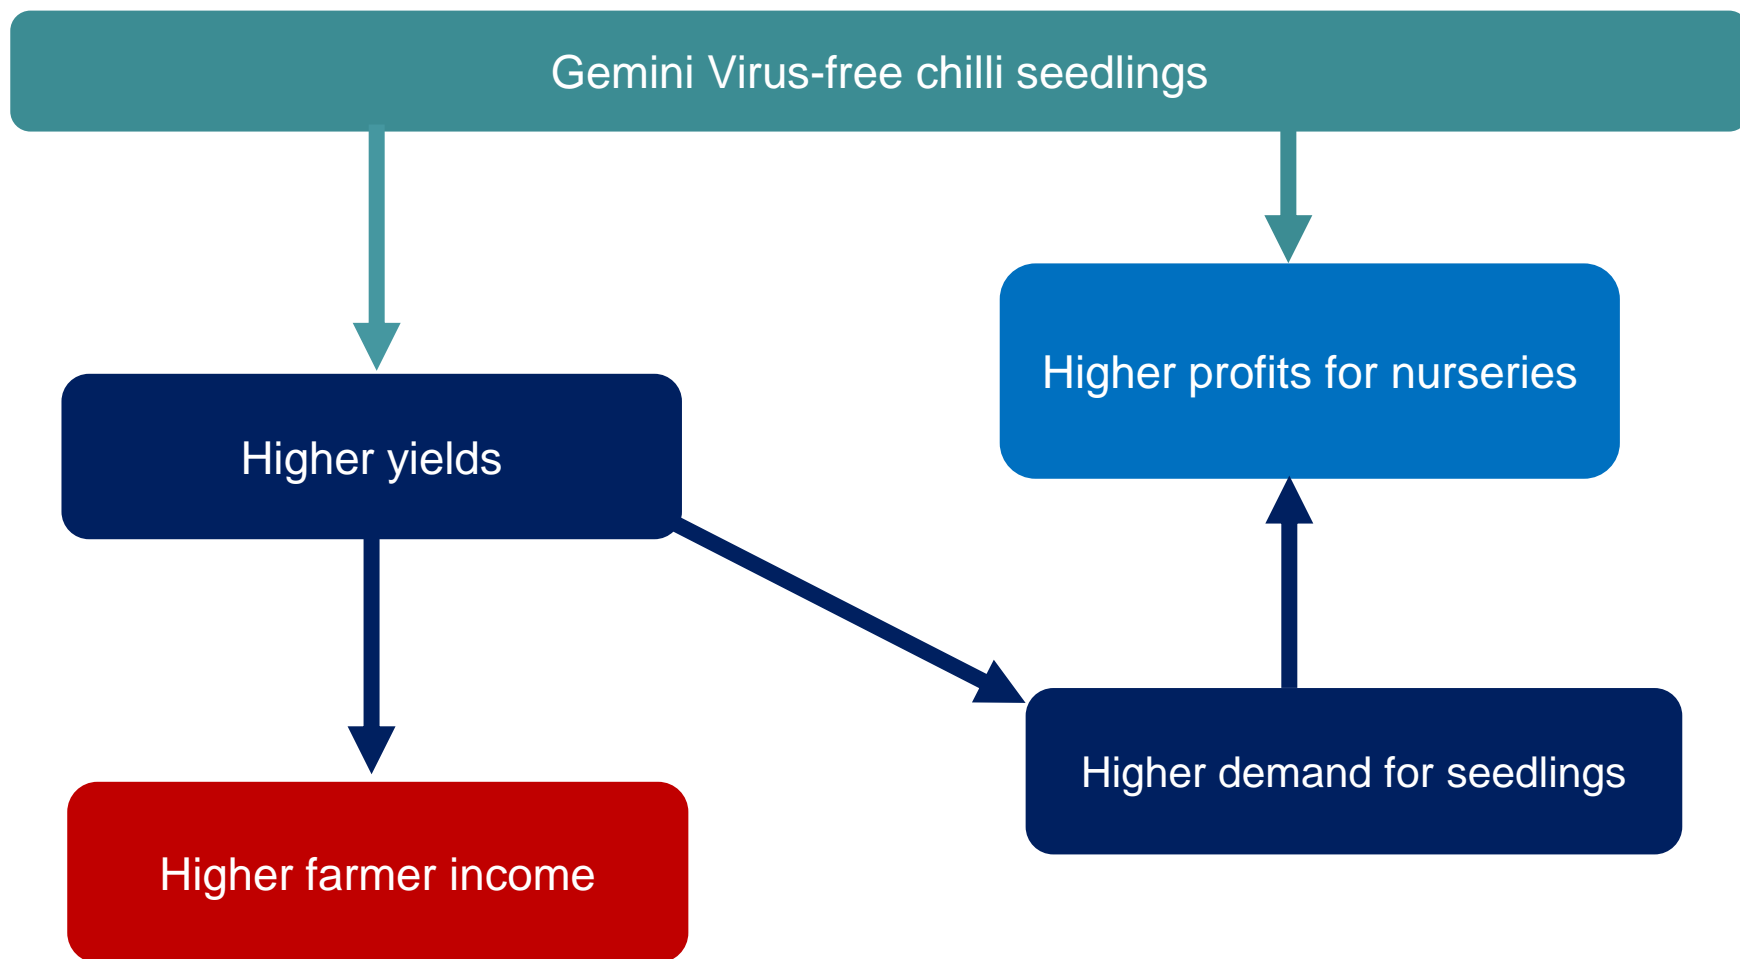 Gemini Virus-free chilli seedlings
Higher profits for nurseries
Higher yields
Higher demand for seedlings
Higher farmer income